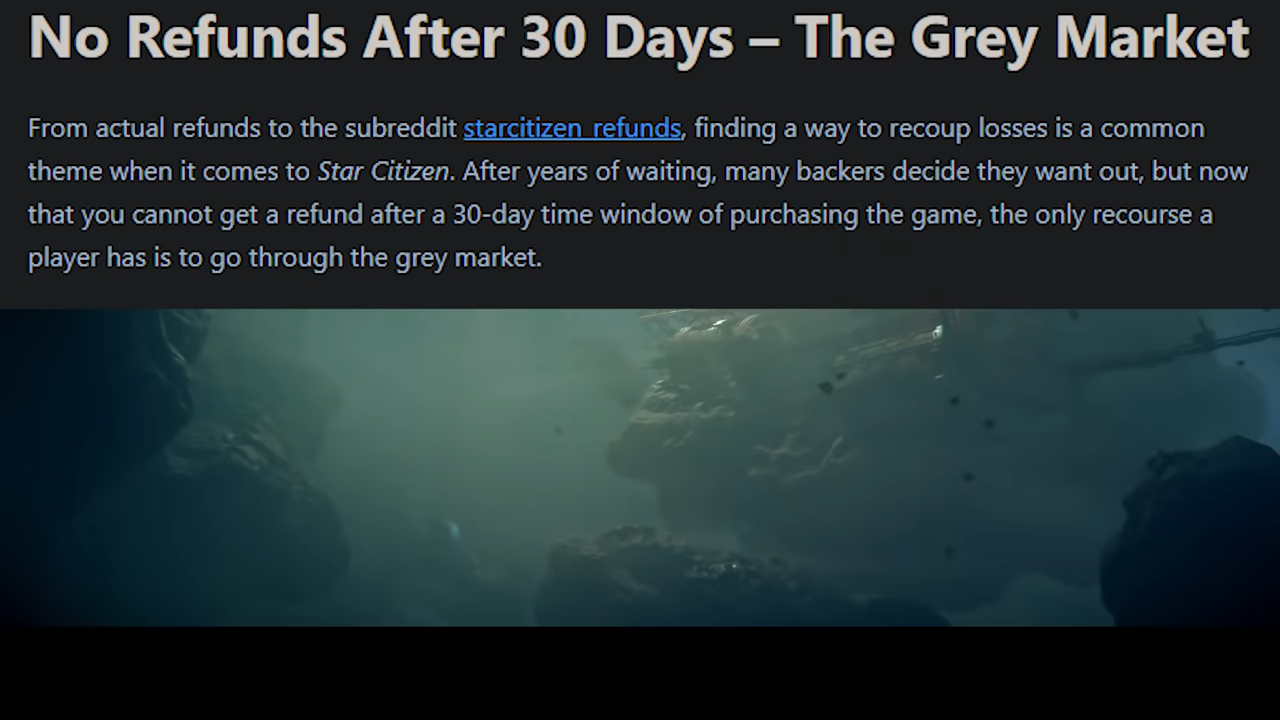 No Refunds After 30 Days – The Grey Market
From actual refunds to the subreddit starcitizen_refunds, finding a way to recoup losses is a common
theme when it comes to Star Citizen. After years of waiting, many backers decide they want out, but now
that you cannot get a refund after a 30-day time window of purchasing the game, the only recourse a
player has is to go through the grey market.